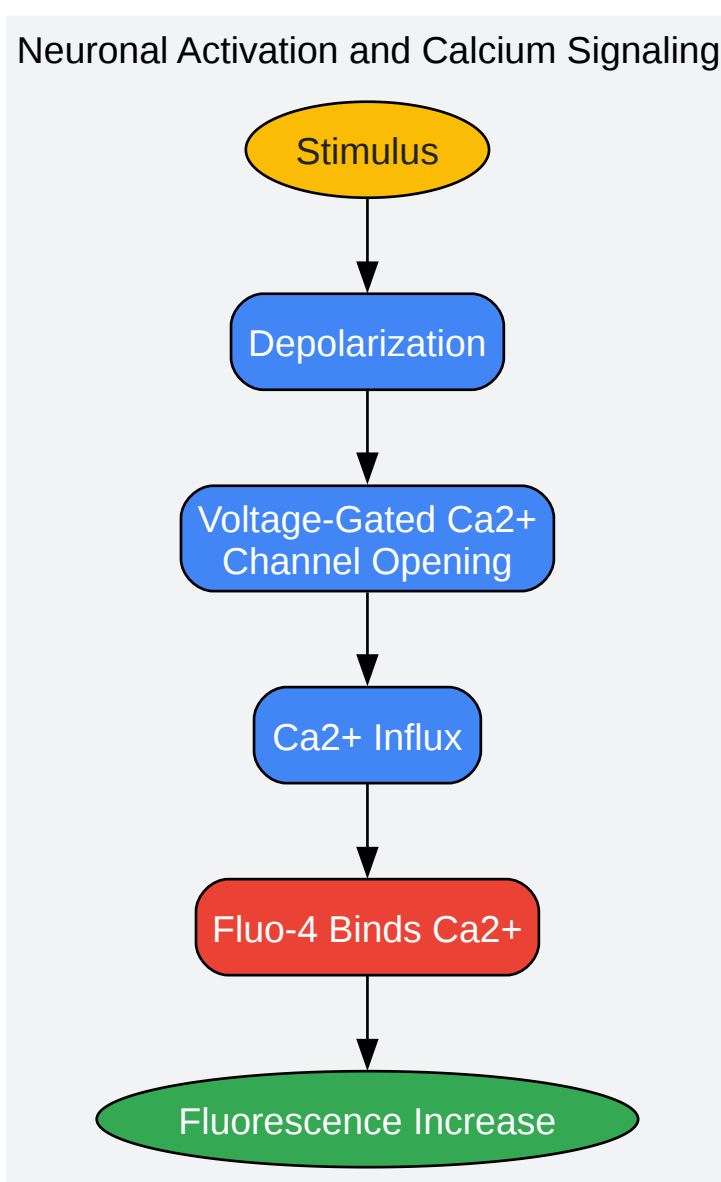 Neuronal Activation and Calcium Signaling
Stimulus
Depolarization
Voltage-Gated Ca2+
Channel Opening
Ca2+ Influx
Fluo-4 Binds Ca2+
Fluorescence Increase